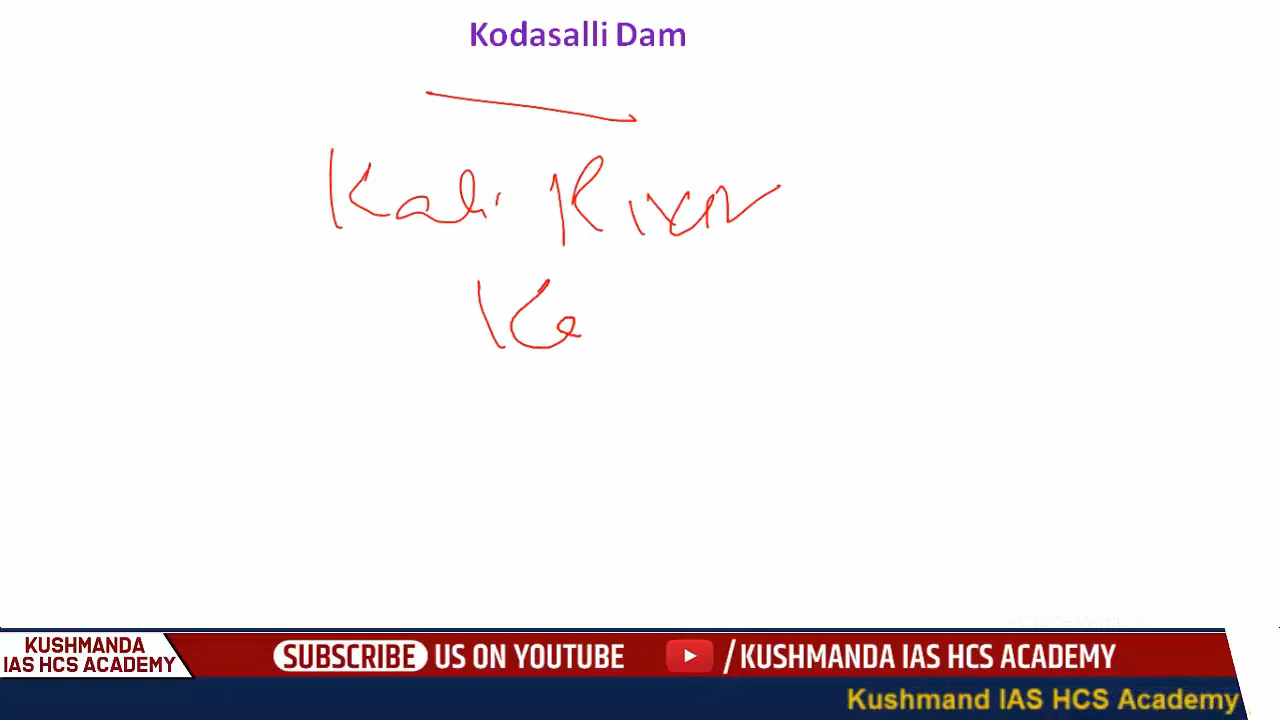 Kodasalli Dam
Kali River
Ka
KUSHMANDA
IAS HCS ACADEMY
SUBSCRIBE US ON YOUTUBE /KUSHMANDA IAS HCS ACADEMY
Kushmand IAS HCS Academy